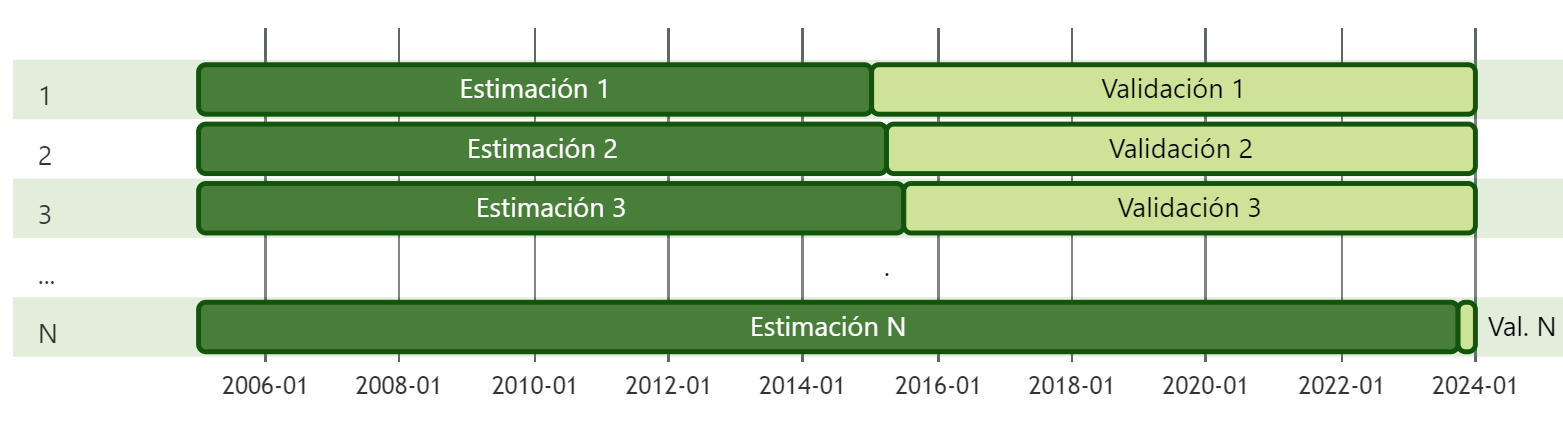 1 Estimación 1 Validación 1
2 Estimación 2 Validación 2
3 Estimación 3 Validación 3
... .
N Estimación N Val. N
2006-01 2008-01 2010-01 2012-01 2014-01 2016-01 2018-01 2020-01 2022-01 2024-01